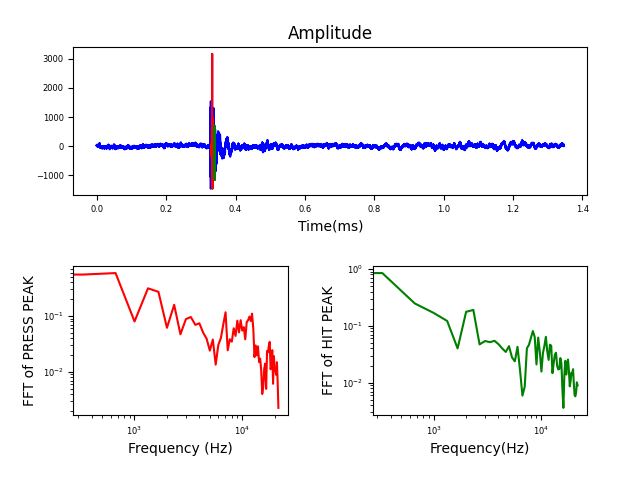 Amplitude
3000
2000
1000
0
−1000
0.0 0.2 0.4 0.6 0.8 1.0 1.2 1.4
Time(ms)
FFT of PRESS PEAK
10⁻¹
10⁻²
10³ 10⁴
Frequency (Hz)
FFT of HIT PEAK
10⁰
10⁻¹
10⁻²
10³ 10⁴
Frequency(Hz)